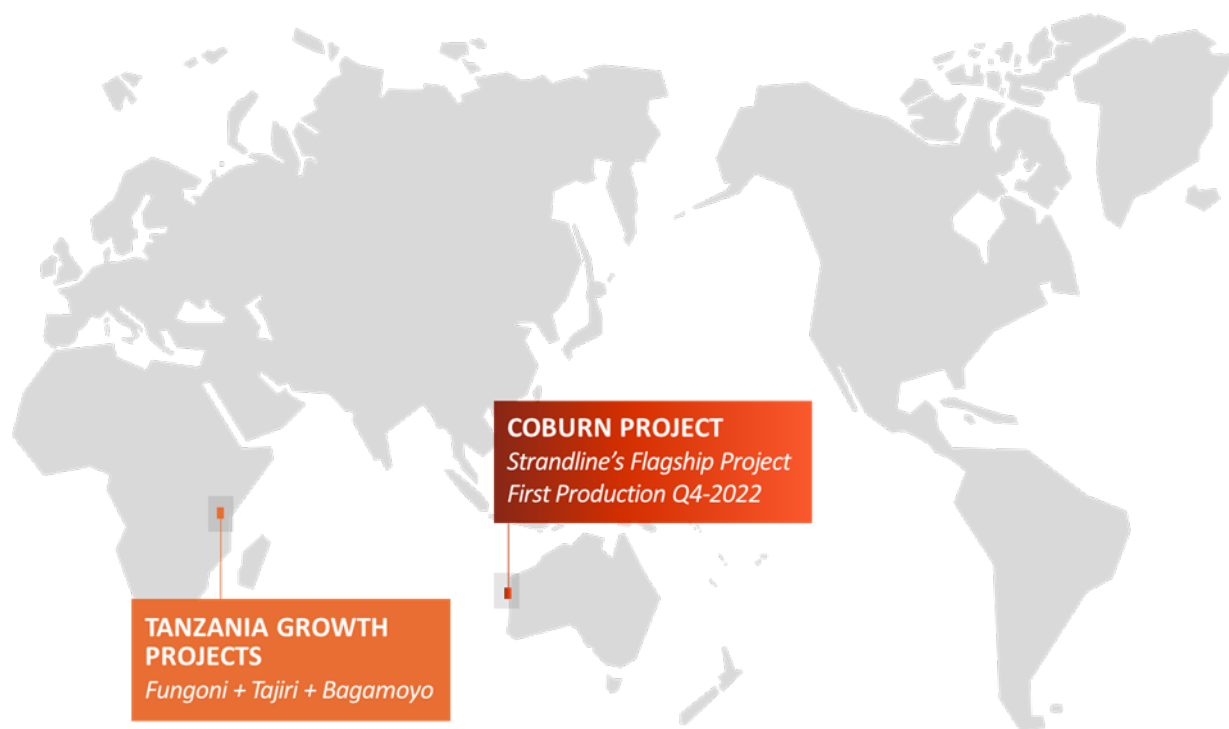 COBURN PROJECT
Strandline’s Flagship Project
First Production Q4-2022
TANZANIA GROWTH
PROJECTS
Fungoni + Tajiri + Bagamoyo